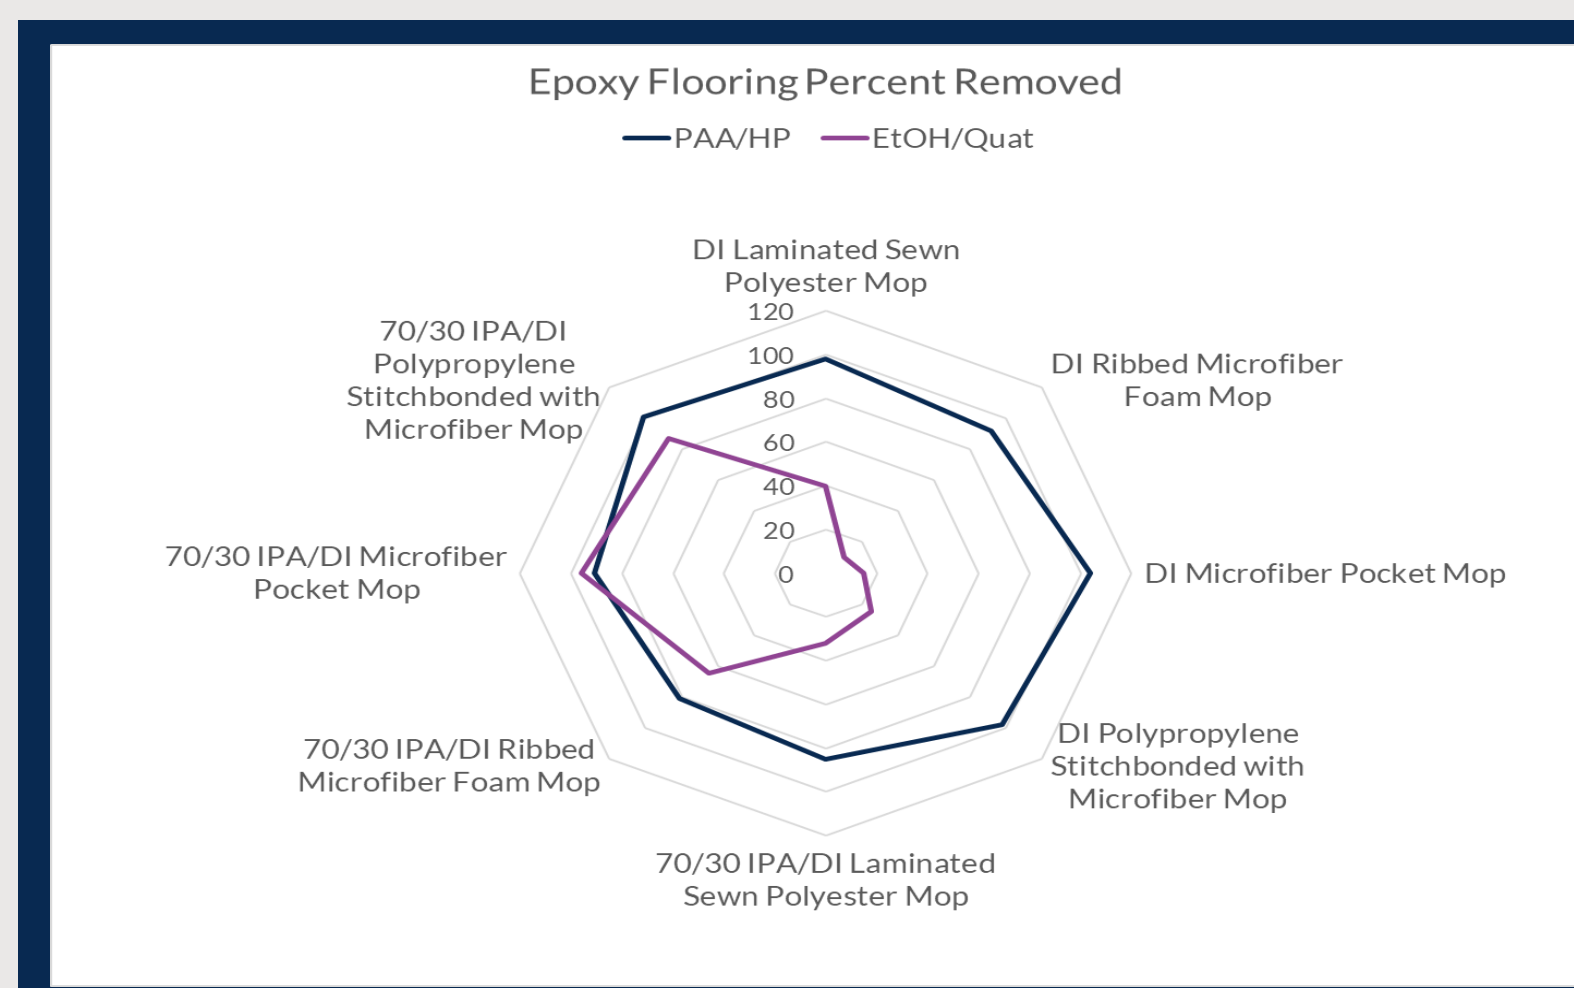 Epoxy Flooring Percent Removed
PAA/HP
EtOH/Quat
DI Laminated Sewn
Polyester Mop
DI Ribbed Microfiber
Foam Mop
DI Microfiber Pocket Mop
DI Polypropylene
Stitchbonded with
Microfiber Mop
70/30 IPA/DI Laminated
Sewn Polyester Mop
70/30 IPA/DI Ribbed
Microfiber Foam Mop
70/30 IPA/DI Microfiber
Pocket Mop
70/30 IPA/DI
Polypropylene
Stitchbonded with
Microfiber Mop
120
100
80
60
40
20
0